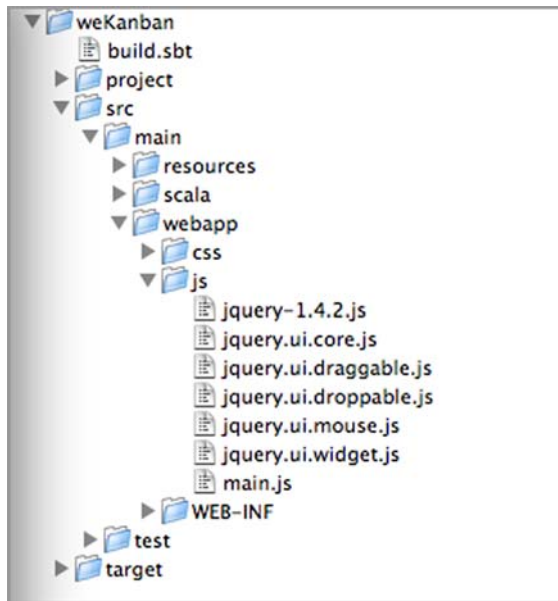 weKanban
build.sbt
project
src
main
resources
scala
webapp
css
js
jquery-1.4.2.js
jquery.ui.core.js
jquery.ui.draggable.js
jquery.ui.droppable.js
jquery.ui.mouse.js
jquery.ui.widget.js
main.js
WEB-INF
test
target